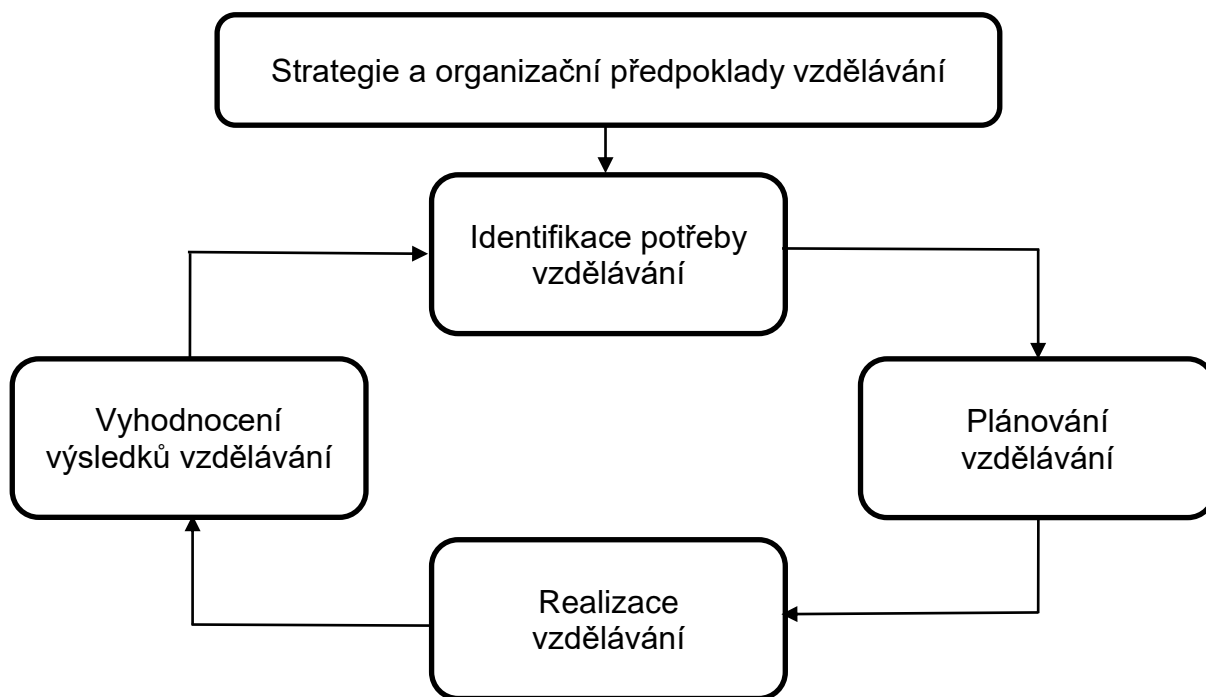 Strategie a organizační předpoklady vzdělávání
Identifikace potřeby
vzdělávání
Vyhodnocení
výsledků vzdělávání
Plánování
vzdělávání
Realizace
vzdělávání